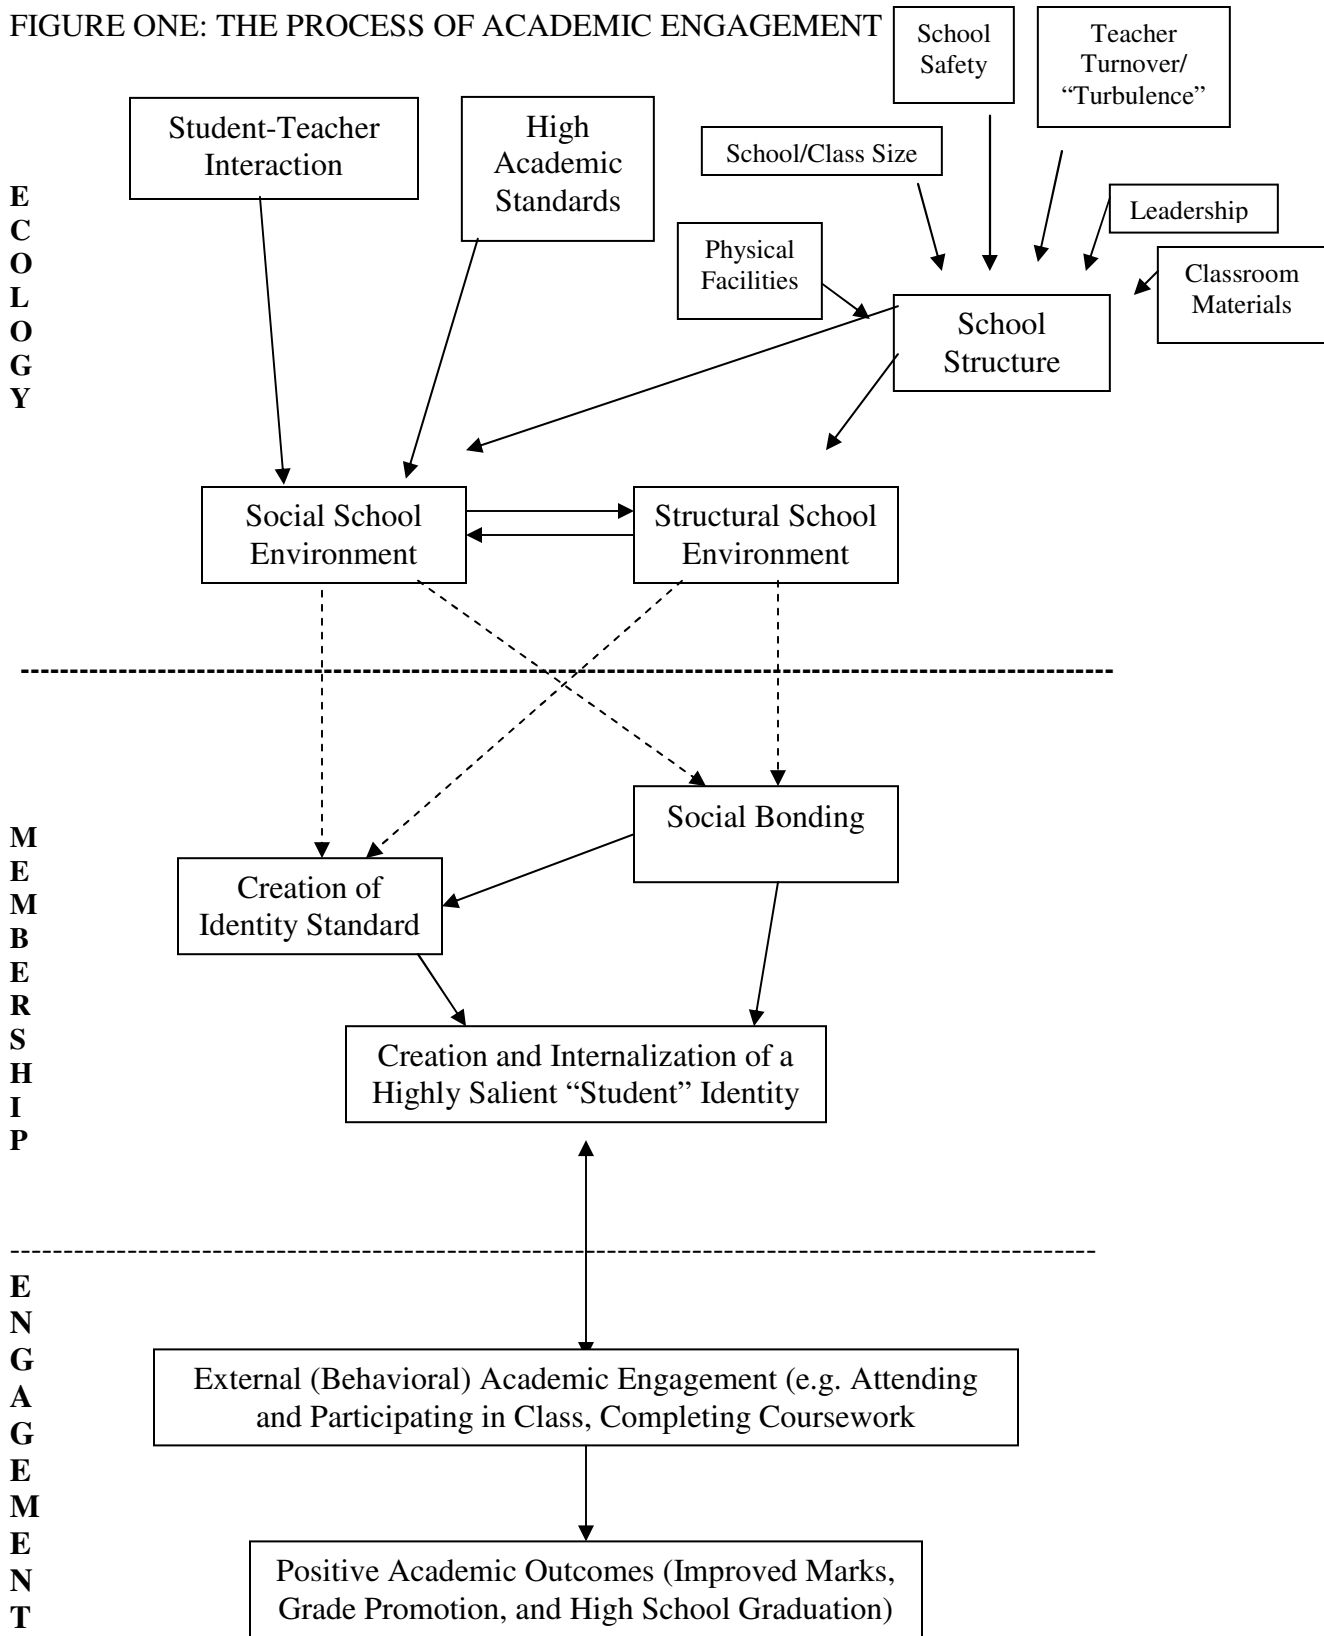 FIGURE ONE: THE PROCESS OF ACADEMIC ENGAGEMENT
School
Safety
Teacher
Turnover/
“Turbulence”
Student-Teacher
Interaction
High
Academic
Standards
School/Class Size
Leadership
Physical
Facilities
Classroom
Materials
School
Structure
E
C
O
L
O
G
Y
Social School
Environment
Structural School
Environment
M
E
M
B
E
R
S
H
I
P
Social Bonding
Creation of
Identity Standard
Creation and Internalization of a
Highly Salient “Student” Identity
E
N
G
A
G
E
M
E
N
T
External (Behavioral) Academic Engagement (e.g. Attending
and Participating in Class, Completing Coursework
Positive Academic Outcomes (Improved Marks,
Grade Promotion, and High School Graduation)